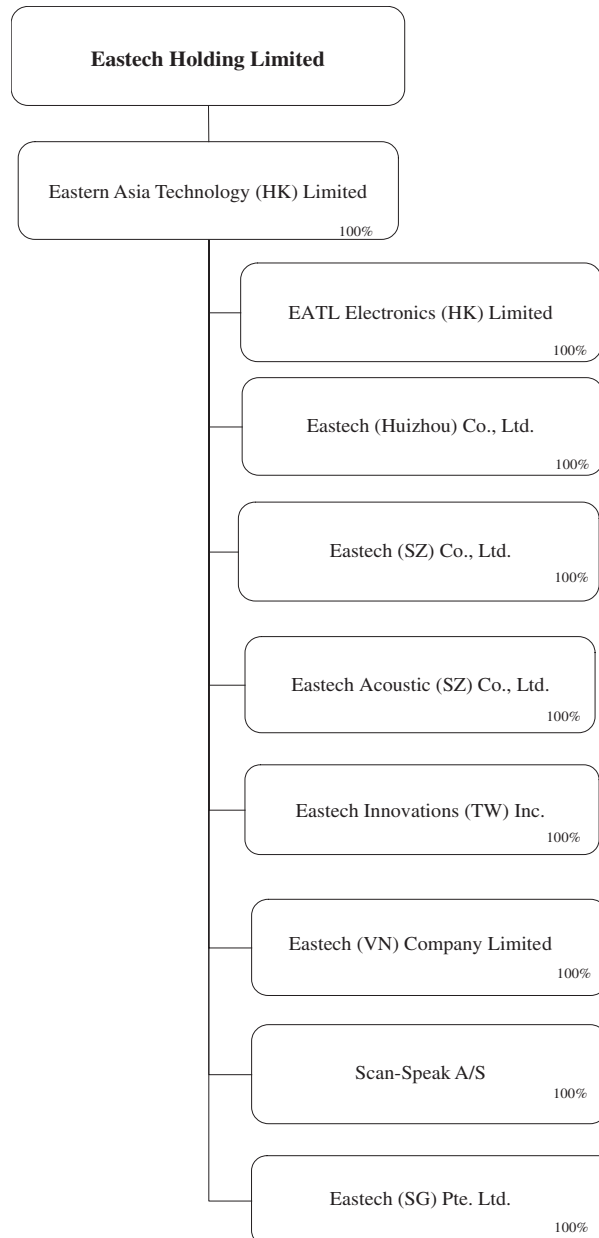 Eastech Holding Limited
Eastern Asia Technology (HK) Limited
100%
EATL Electronics (HK) Limited
100%
Eastech (Huizhou) Co., Ltd.
100%
Eastech (SZ) Co., Ltd.
100%
Eastech Acoustic (SZ) Co., Ltd.
100%
Eastech Innovations (TW) Inc.
100%
Eastech (VN) Company Limited
100%
Scan-Speak A/S
100%
Eastech (SG) Pte. Ltd.
100%